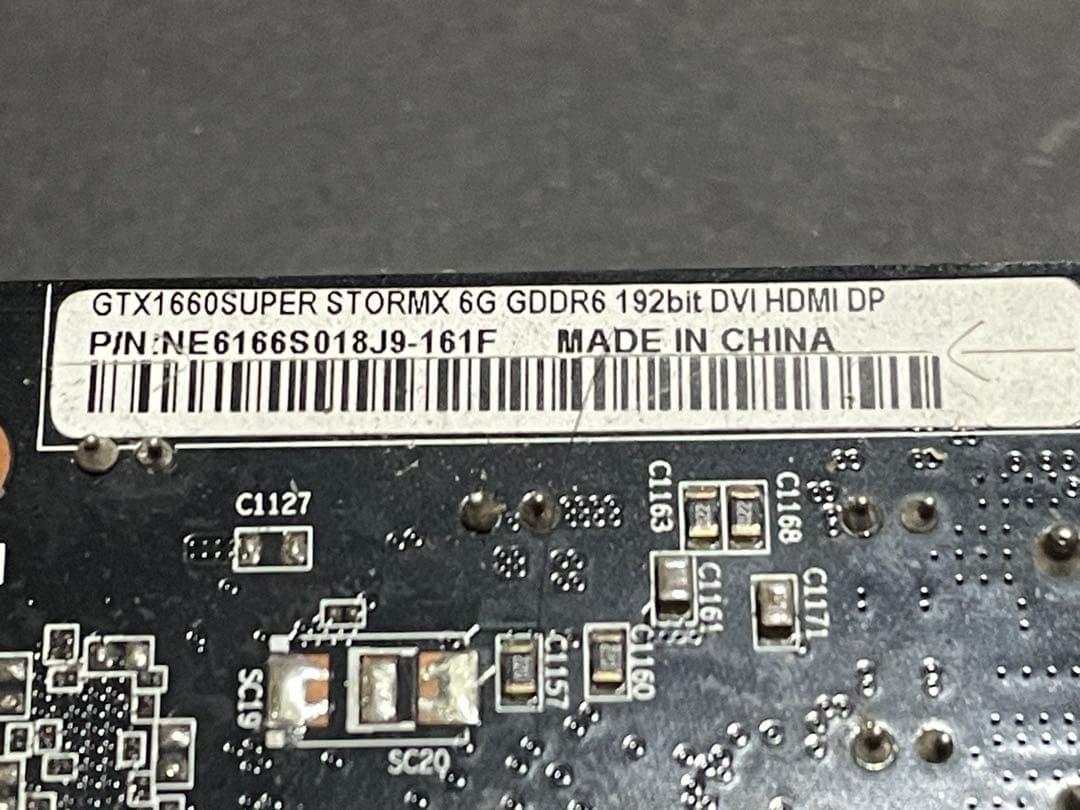 GTX1660SUPER STORMX 6G GDDR6 192bit DVI HDMI DP
P/N:NE6166S018J9-161F MADE IN CHINA
C1127
C1163
C1168
C1161
C1171
C1157
C1160
SC19
SC20